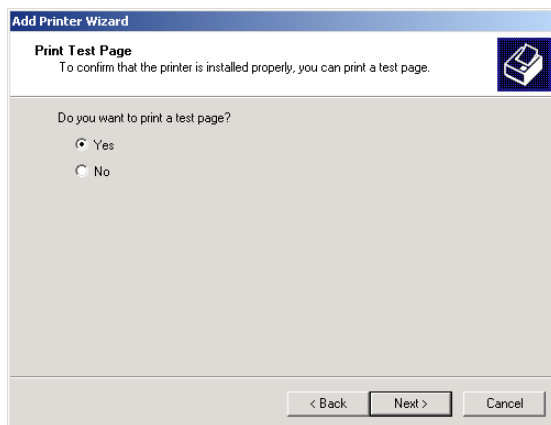 Add Printer Wizard
Print Test Page
To confirm that the printer is installed properly, you can print a test page.
Do you want to print a test page?
Yes
No
< Back
Next >
Cancel